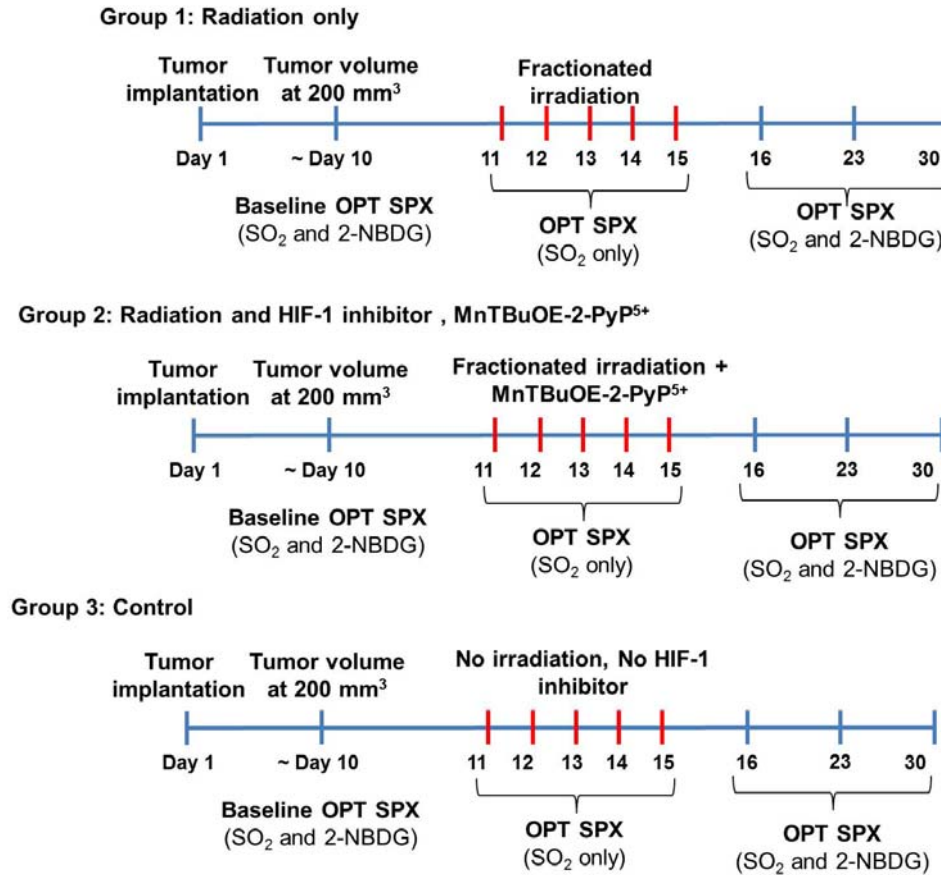 Group 1: Radiation only
Tumor Tumor volume Fractionated
implantation at 200 mm³ irradiation
Day 1 ~ Day 10 11 12 13 14 15 16 23 30
Baseline OPT SPX OPT SPX OPT SPX
(SO₂ and 2-NBDG) (SO₂ only) (SO₂ and 2-NBDG)
Group 2: Radiation and HIF-1 inhibitor , MnTBuOE-2-PyP⁵⁺
Tumor Tumor volume Fractionated irradiation +
implantation at 200 mm³ MnTBuOE-2-PyP⁵⁺
Day 1 ~ Day 10 11 12 13 14 15 16 23 30
Baseline OPT SPX OPT SPX OPT SPX
(SO₂ and 2-NBDG) (SO₂ only) (SO₂ and 2-NBDG)
Group 3: Control
Tumor Tumor volume No irradiation, No HIF-1
implantation at 200 mm³ inhibitor
Day 1 ~ Day 10 11 12 13 14 15 16 23 30
Baseline OPT SPX OPT SPX OPT SPX
(SO₂ and 2-NBDG) (SO₂ only) (SO₂ and 2-NBDG)